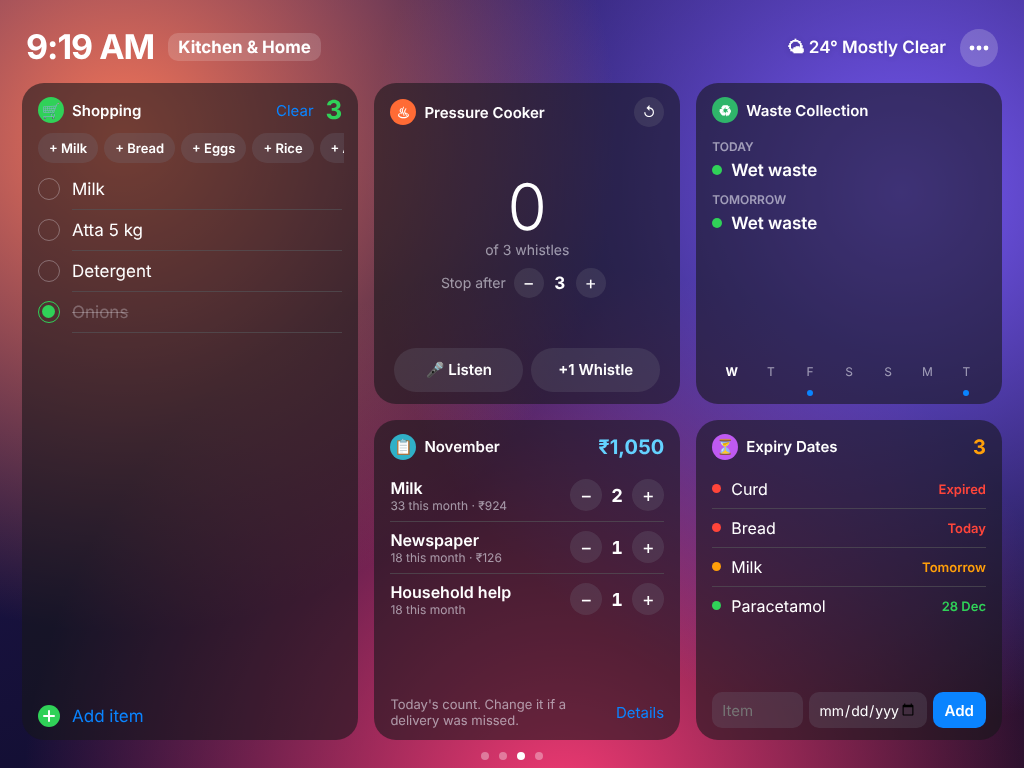 9:19 AM
Kitchen & Home
24° Mostly Clear
Shopping
Clear
3
+ Milk
+ Bread
+ Eggs
+ Rice
+
Milk
Atta 5 kg
Detergent
Onions
Add item
Pressure Cooker
0
of 3 whistles
Stop after − 3 +
Listen
+1 Whistle
Waste Collection
TODAY
Wet waste
TOMORROW
Wet waste
W T F S S M T
November
₹1,050
Milk
33 this month · ₹924
− 2 +
Newspaper
18 this month · ₹126
− 1 +
Household help
18 this month
− 1 +
Today's count. Change it if a
delivery was missed.
Details
Expiry Dates
3
Curd
Expired
Bread
Today
Milk
Tomorrow
Paracetamol
28 Dec
Item
mm/dd/yyy
Add